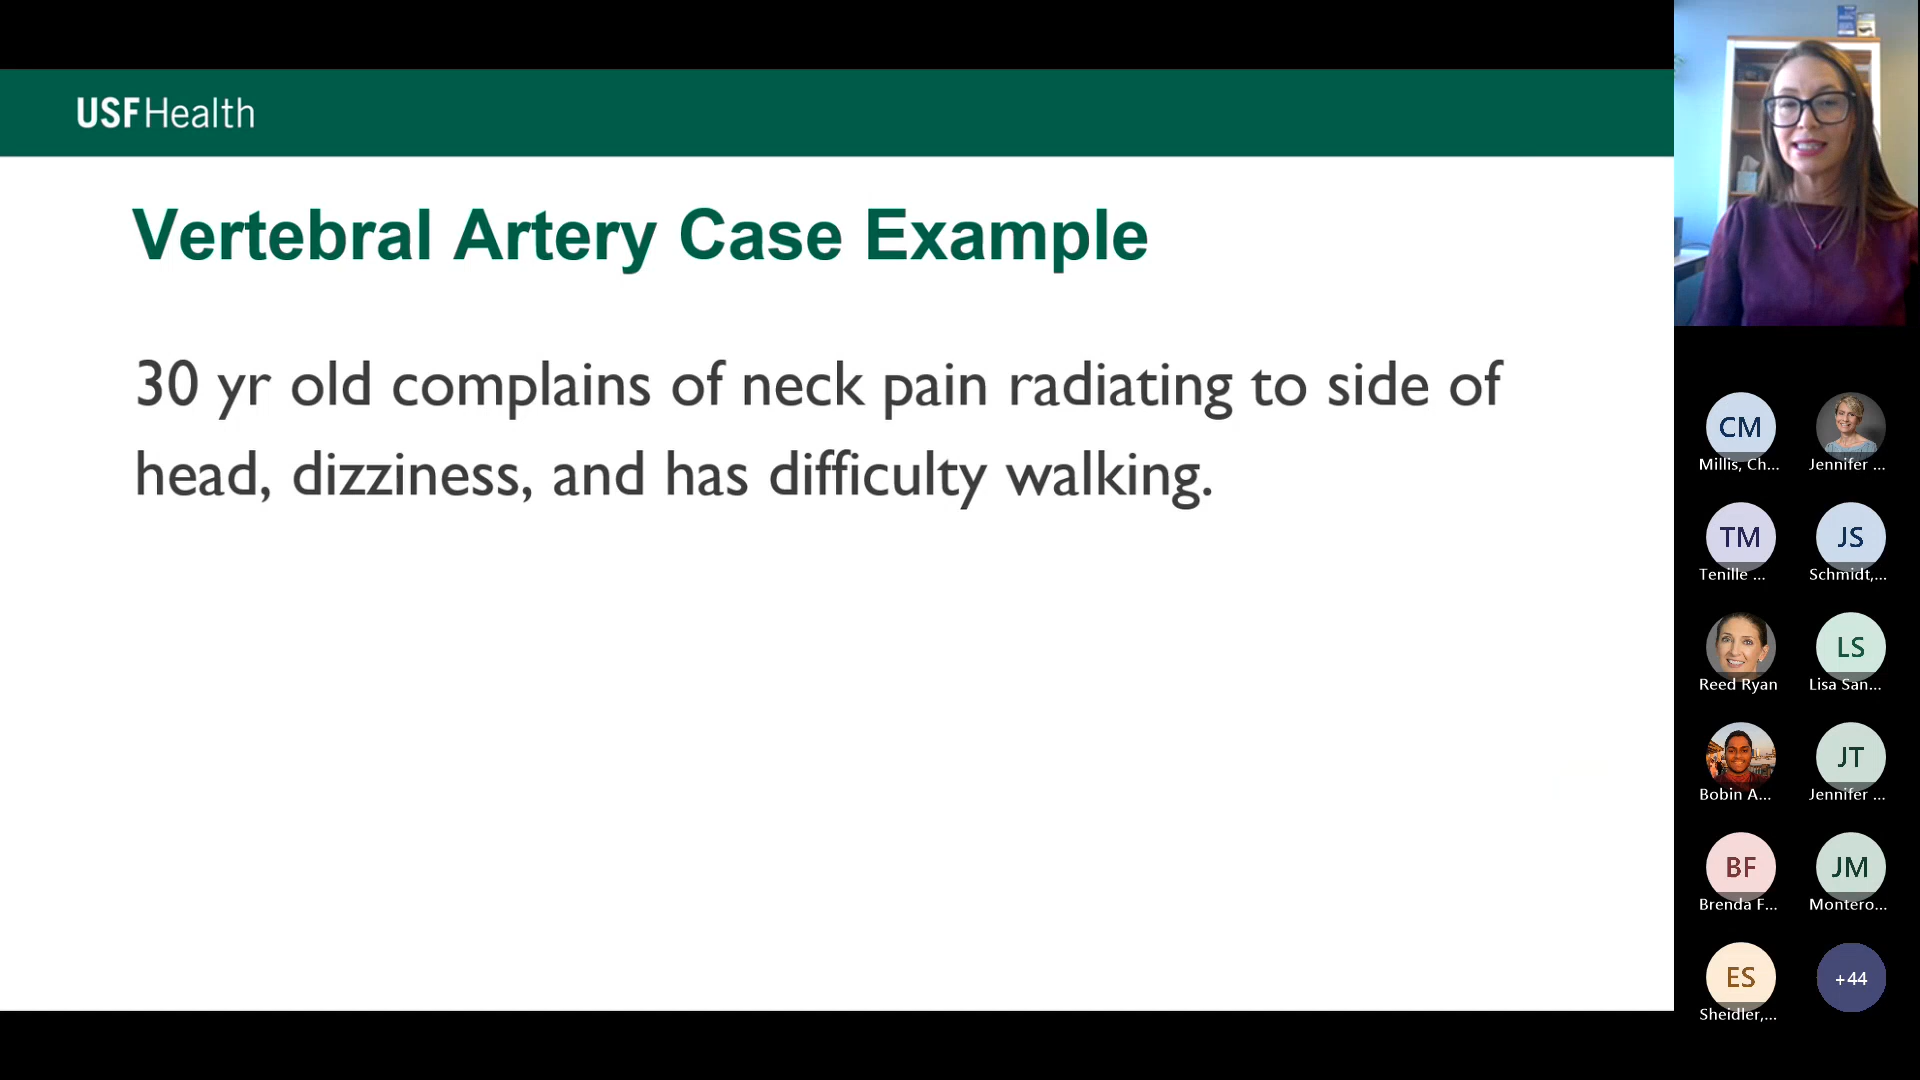 USFHealth
Vertebral Artery Case Example
30 yr old complains of neck pain radiating to side of
head, dizziness, and has difficulty walking.
CM
Millis, Ch...
Jennifer ...
TM
Tenille ...
JS
Schmidt,...
Reed Ryan
LS
Lisa San...
Bobin A...
JT
Jennifer ...
BF
Brenda F...
JM
Montero...
ES
Sheidler,...
+44